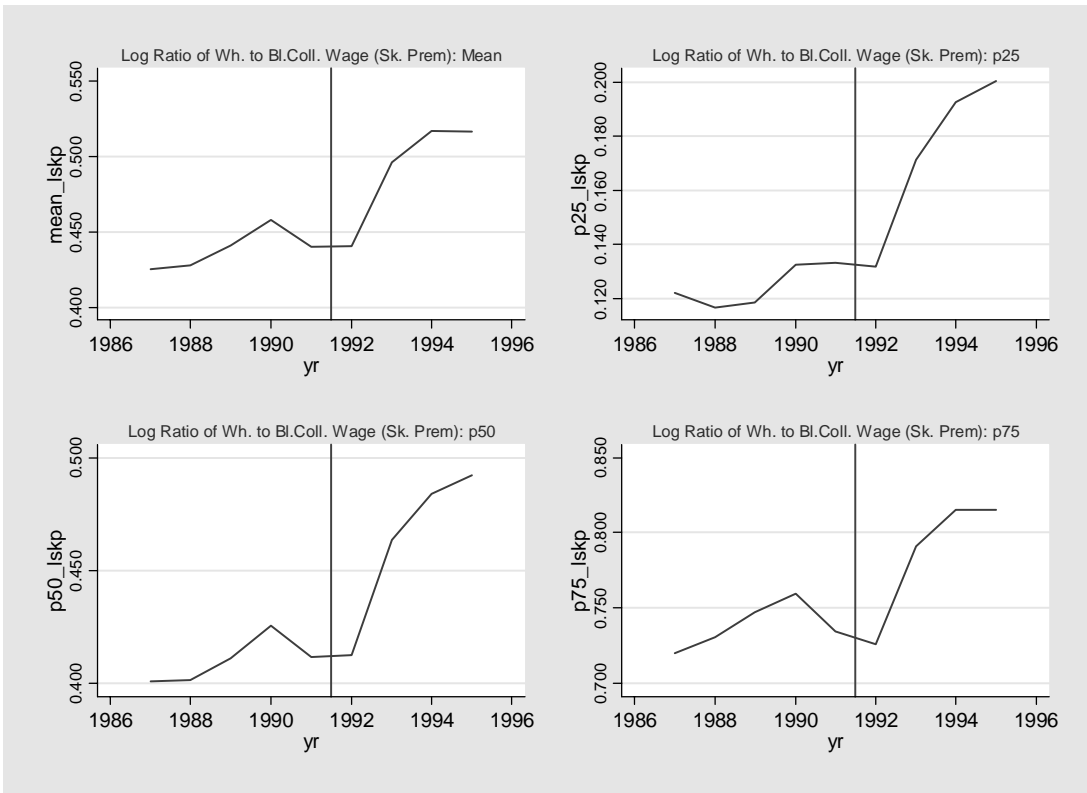 Log Ratio of Wh. to Bl.Coll. Wage (Sk. Prem): Mean
mean_lskp
0.550
0.500
0.450
0.400
1986 1988 1990 1992 1994 1996
yr
Log Ratio of Wh. to Bl.Coll. Wage (Sk. Prem): p25
p25_lskp
0.200
0.180
0.160
0.140
0.120
1986 1988 1990 1992 1994 1996
yr
Log Ratio of Wh. to Bl.Coll. Wage (Sk. Prem): p50
p50_lskp
0.500
0.450
0.400
1986 1988 1990 1992 1994 1996
yr
Log Ratio of Wh. to Bl.Coll. Wage (Sk. Prem): p75
p75_lskp
0.850
0.800
0.750
0.700
1986 1988 1990 1992 1994 1996
yr